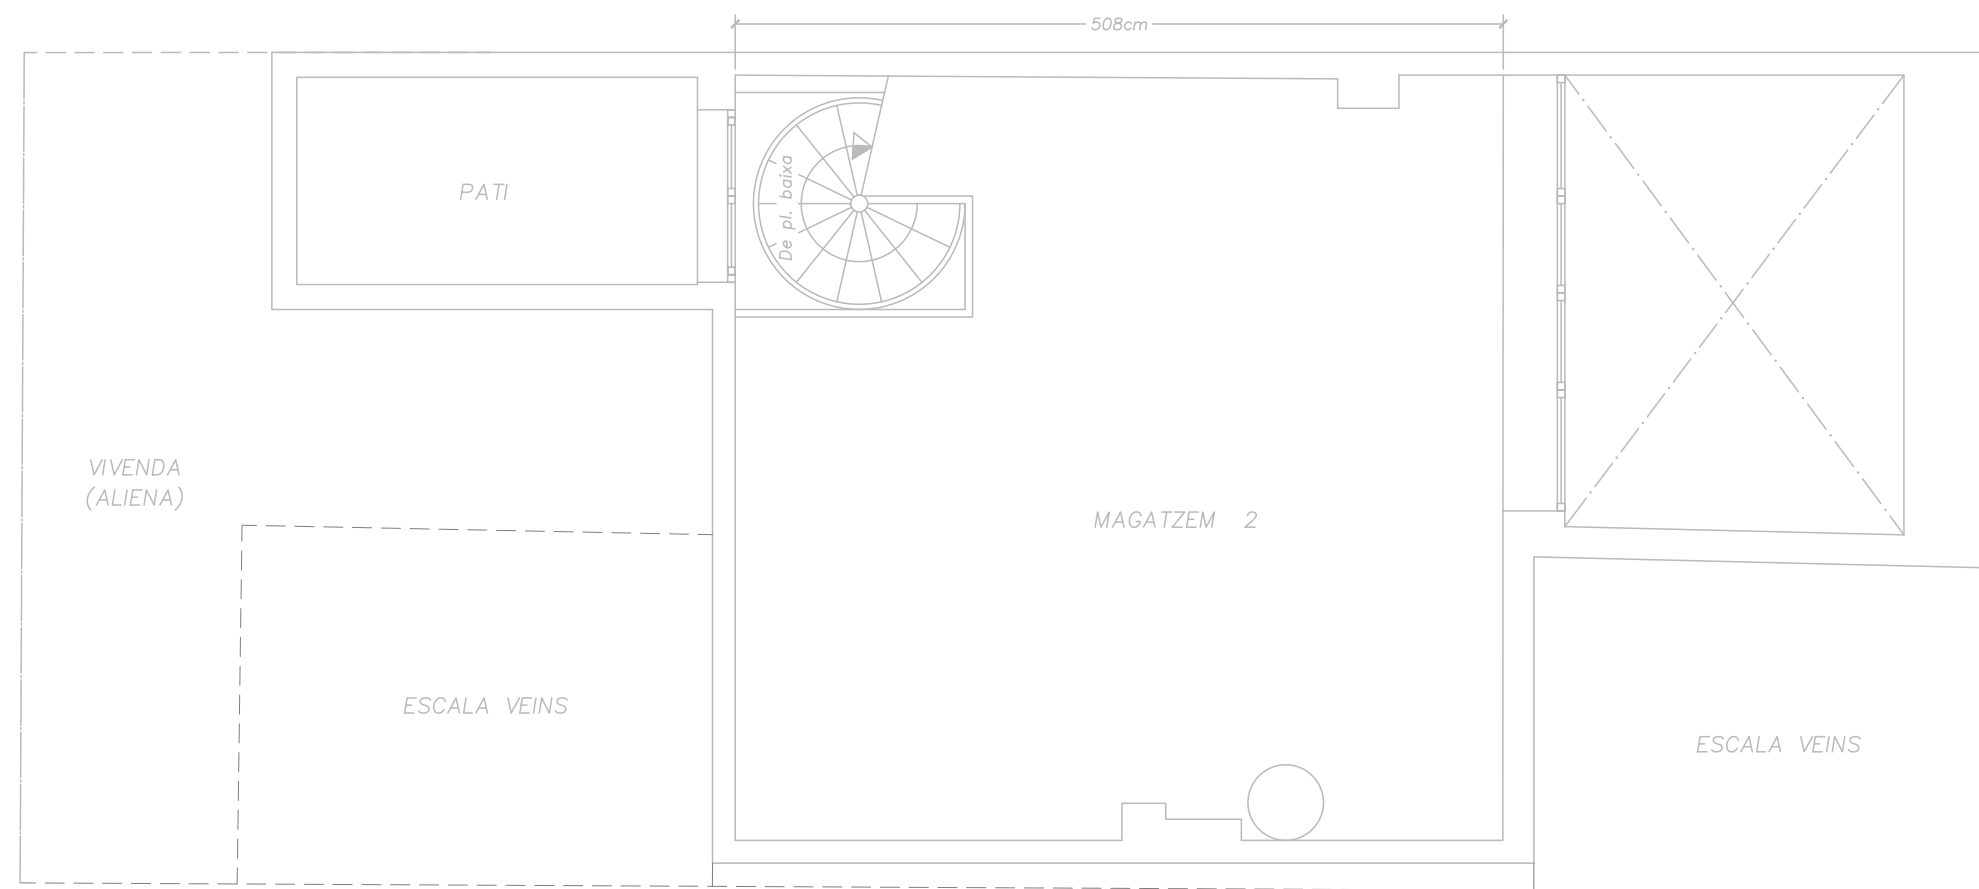 508cm
PATI
De pl. baixa
VIVENDA
(ALIENA)
MAGATZEM 2
ESCALA VEINS
ESCALA VEINS